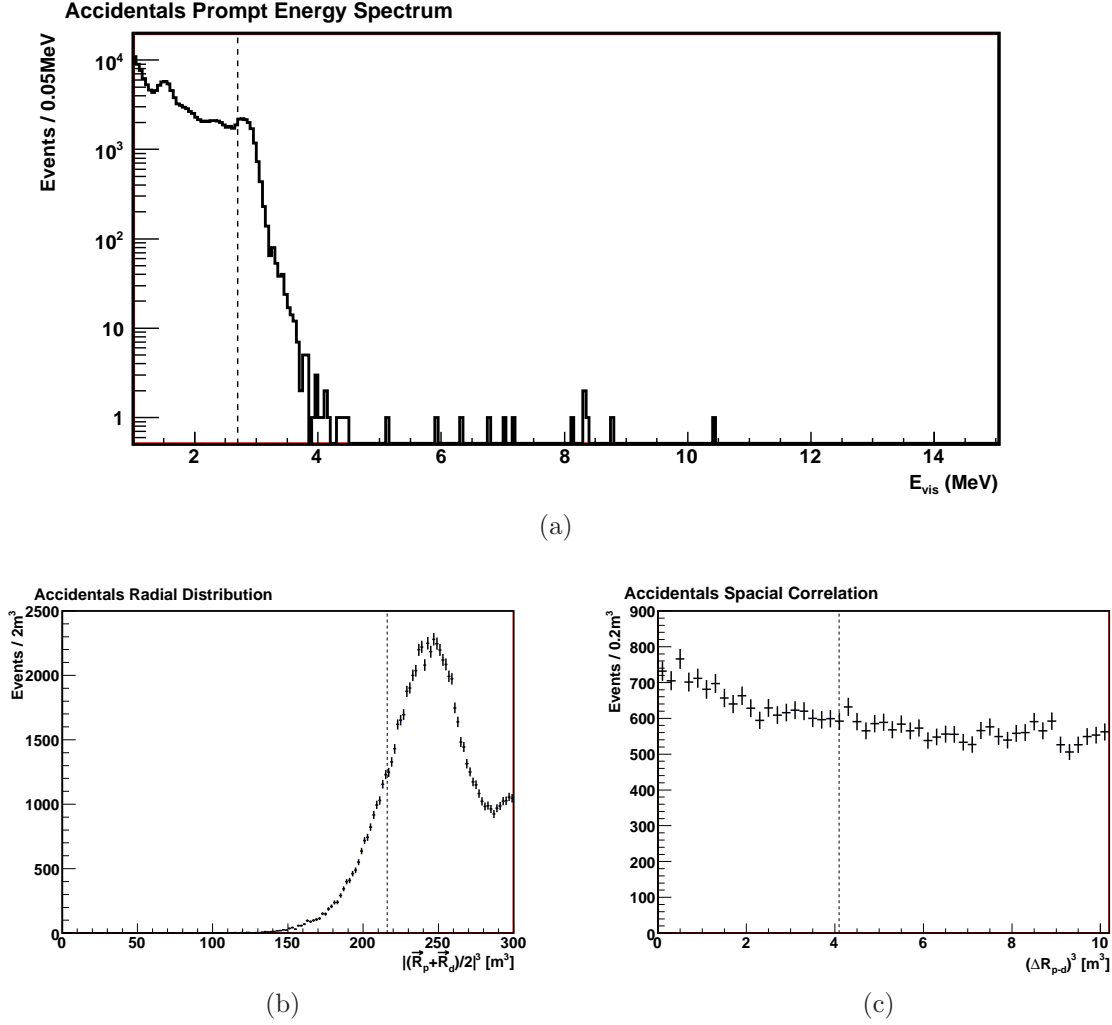 Accidentals Prompt Energy Spectrum
Events / 0.05MeV
10⁴
10³
10²
10
1
2 4 6 8 10 12 14
E_vis (MeV)
(a)
Accidentals Radial Distribution
Events / 2m³
2500
2000
1500
1000
500
0
0 50 100 150 200 250 300
|(R⃗_p+R⃗_d)/2|³ [m³]
(b)
Accidentals Spacial Correlation
Events / 0.2m³
900
800
700
600
500
400
300
200
100
0
0 2 4 6 8 10
(ΔR_p-d)³ [m³]
(c)